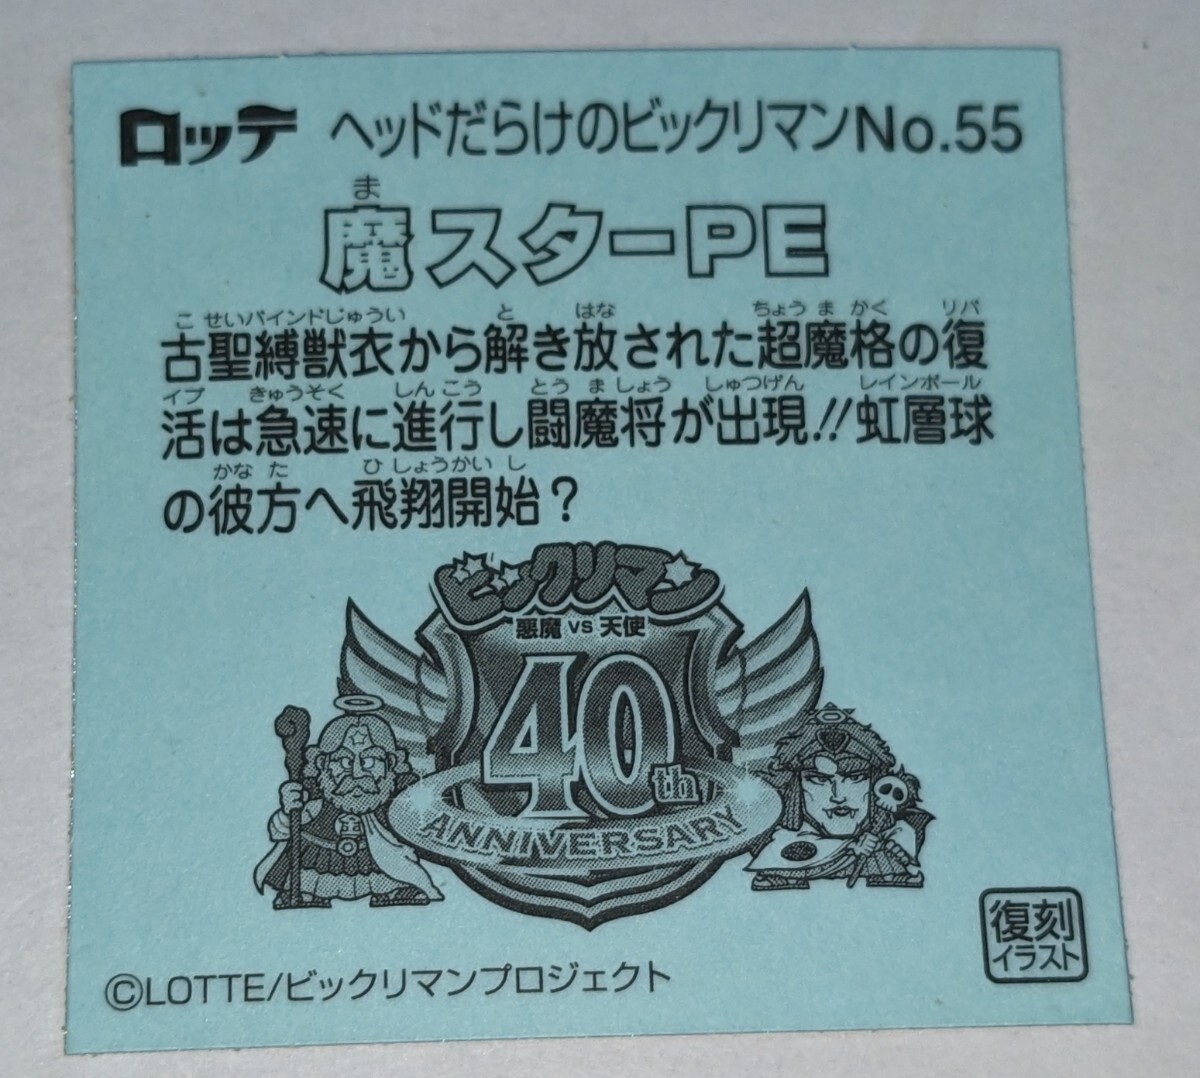 ロッテ ヘッドだらけのビックリマンNo.55
ま
魔スターPE
こ せいバインドじゅうい と はな ちょう ま かく リバ
古聖縛獣衣から解き放された超魔格の復
イブ きゅうそく しんこう とう ま しょう しゅつげん レインボール
活は急速に進行し闘魔将が出現!!虹層球
かなた ひ しょうかい し
の彼方へ飛翔開始？
ビックリマン
悪魔 VS 天使
40th
ANNIVERSARY
復刻
イラスト
©LOTTE/ビックリマンプロジェクト